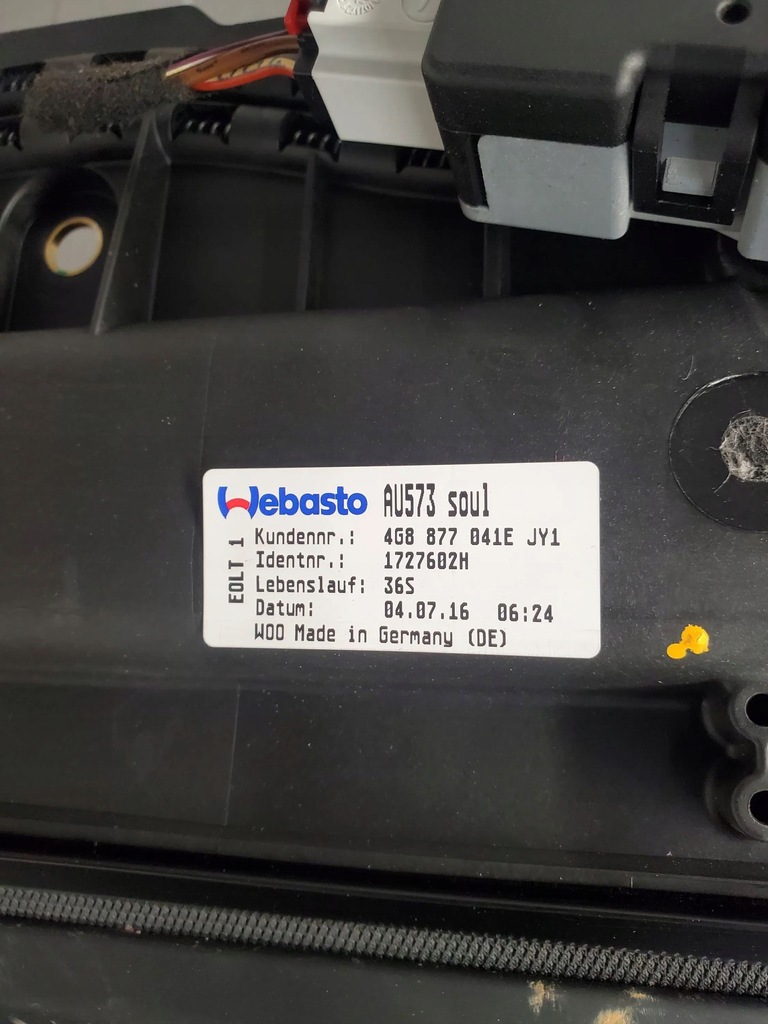 Webasto AU573 soul
EOLT 1
Kundennr.: 4G8 877 041E JY1
Identnr.: 1727602H
Lebenslauf: 36S
Datum: 04.07.16 06:24
WOO Made in Germany (DE)